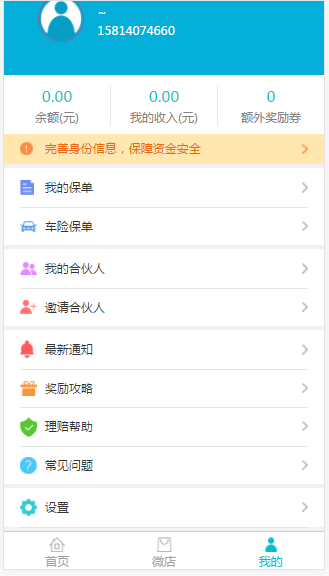 ~
15814074660
0.00 0.00 0
余额(元) 我的收入(元) 额外奖励券
完善身份信息，保障资金安全
我的保单
车险保单
我的合伙人
邀请合伙人
最新通知
奖励攻略
理赔帮助
常见问题
设置
首页 微店 我的